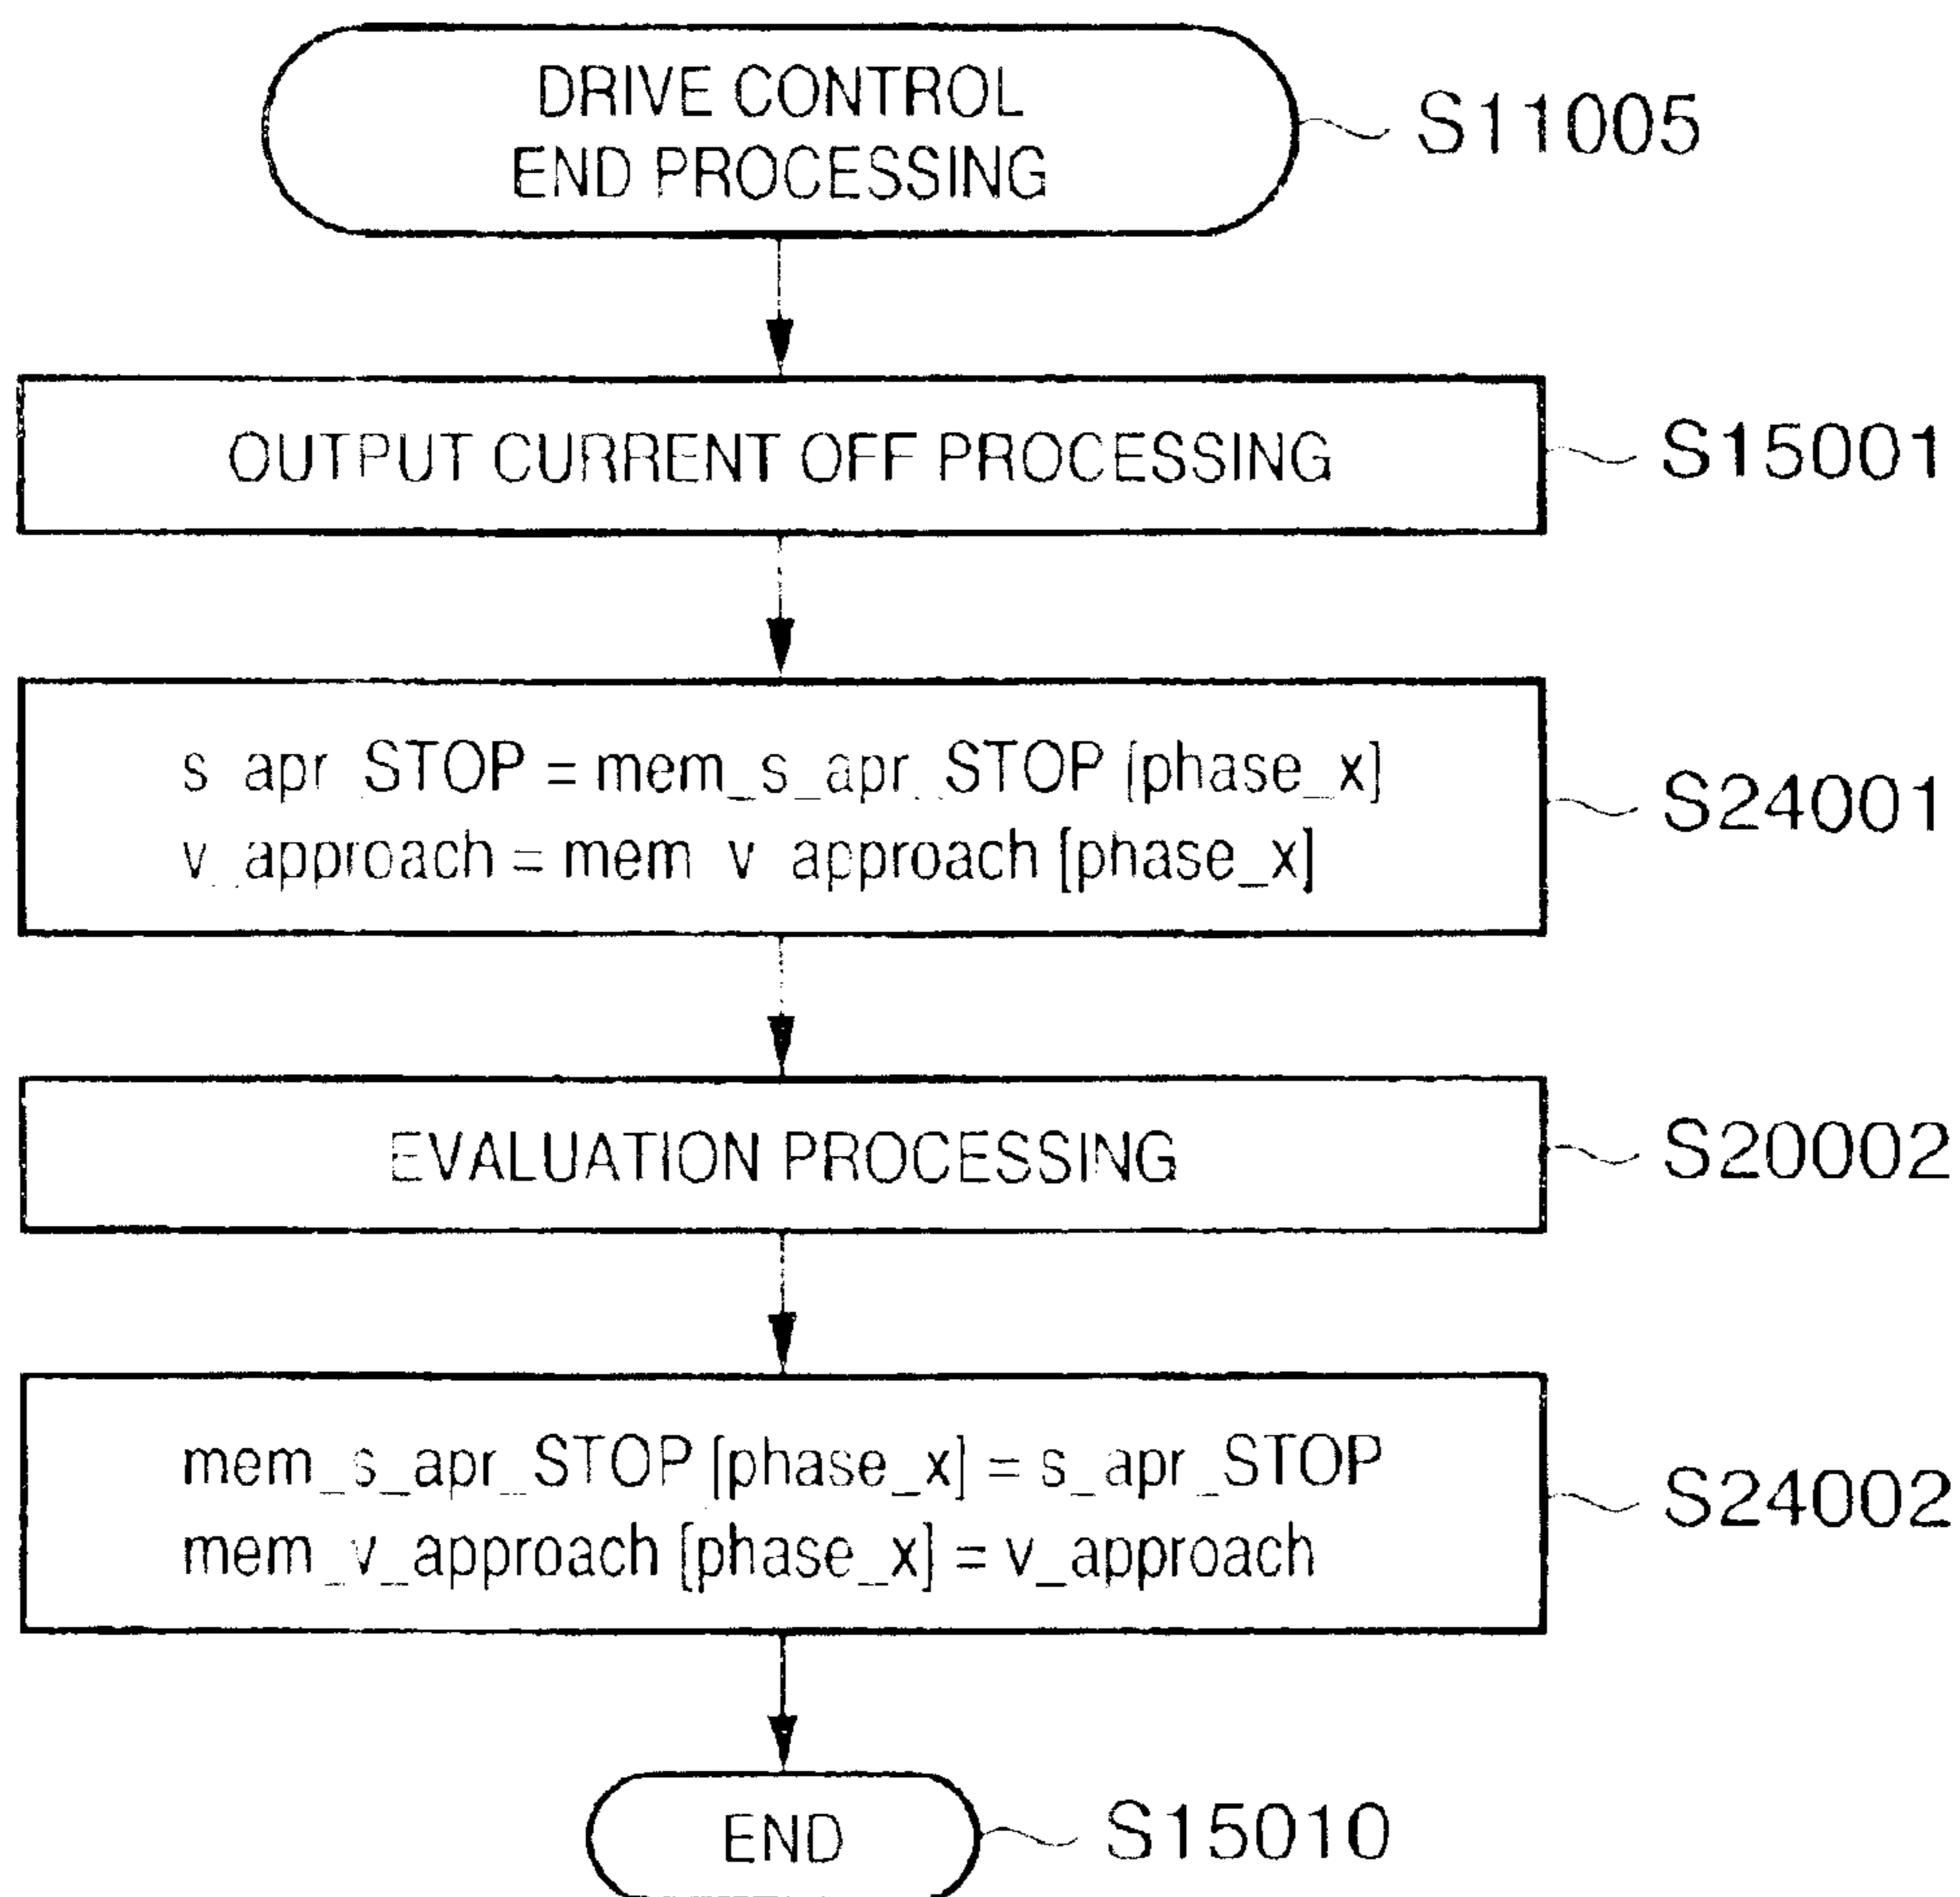 DRIVE CONTROL
END PROCESSING
S11005
OUTPUT CURRENT OFF PROCESSING
S15001
s_apr_STOP = mem_s_apr_STOP [phase_x]
v_approach = mem_v_approach [phase_x]
S24001
EVALUATION PROCESSING
S20002
mem_s_apr_STOP [phase_x] = s_apr_STOP
mem_v_approach [phase_x] = v_approach
S24002
END
S15010